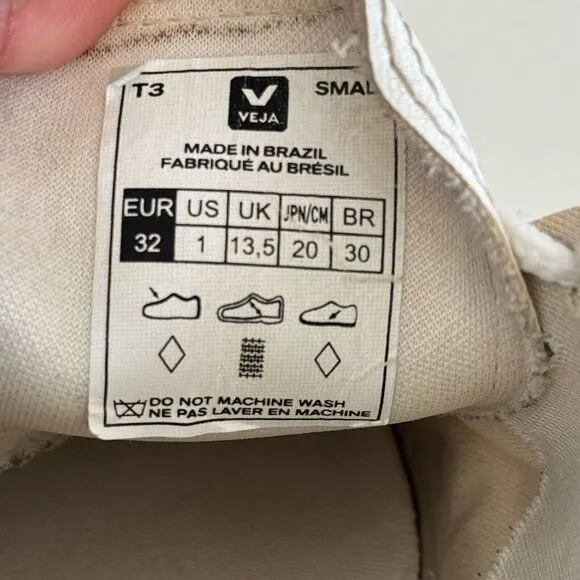 T3
V
VEJA
SMAL
MADE IN BRAZIL
FABRIQUÉ AU BRÉSIL
EUR US UK JPN/CM BR
32 1 13,5 20 30
DO NOT MACHINE WASH
NE PAS LAVER EN MACHINE